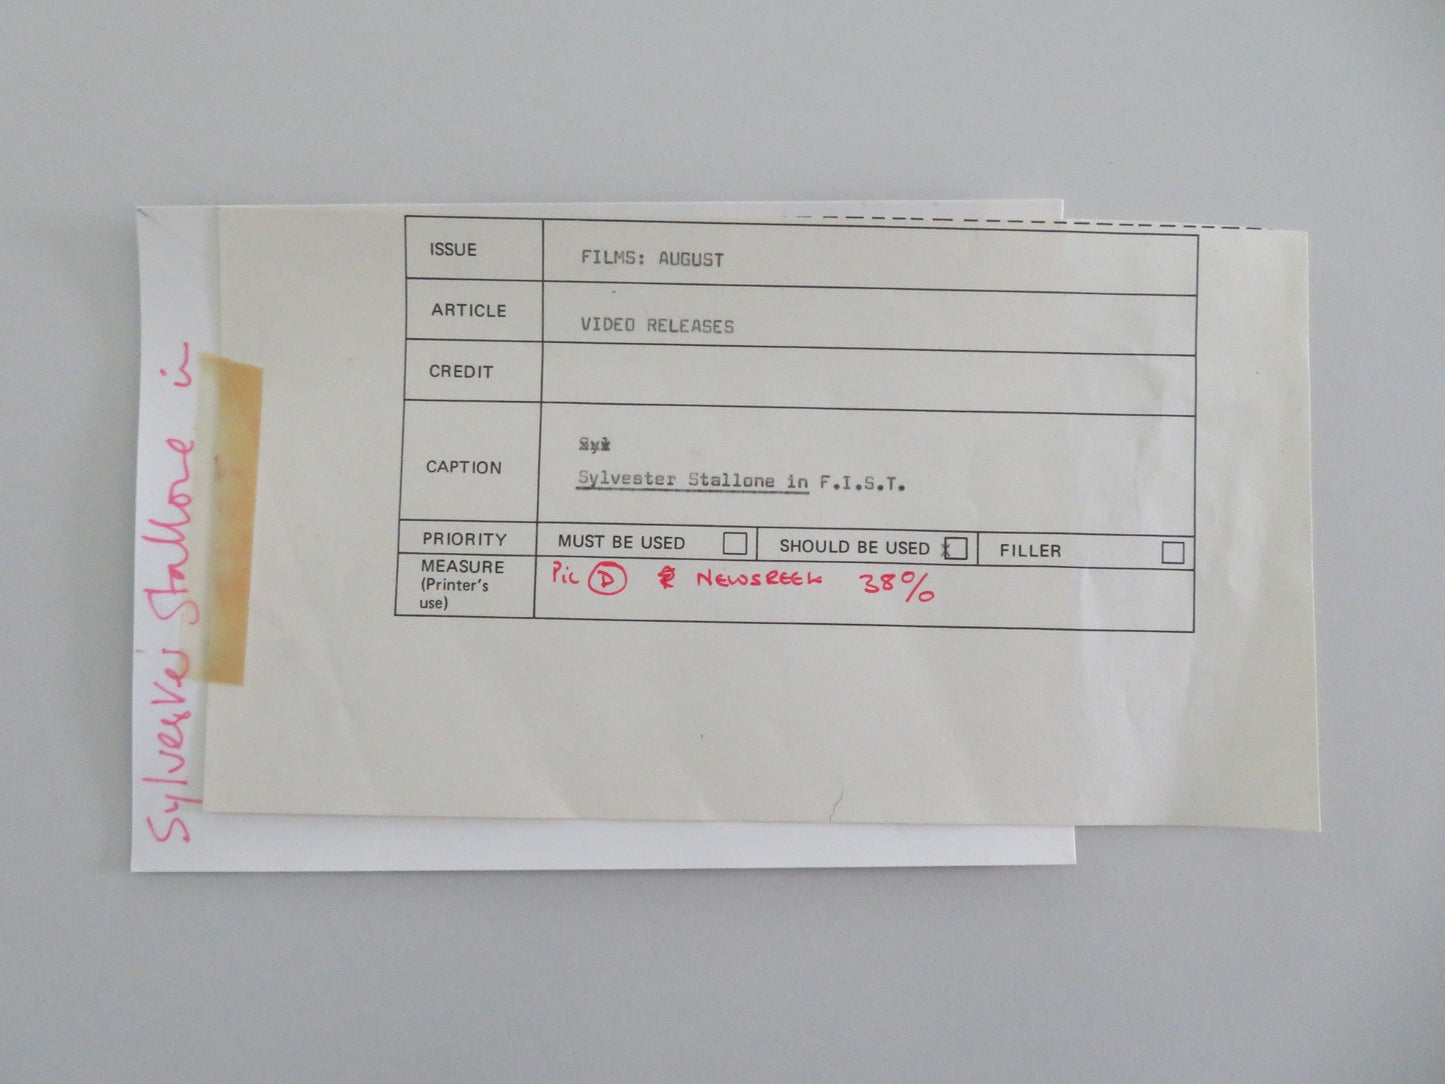 ISSUE FILMS: AUGUST
ARTICLE VIDEO RELEASES
CREDIT
CAPTION
Sylvester Stallone in F.I.S.T.
PRIORITY MUST BE USED SHOULD BE USED x FILLER
MEASURE
(Printer's
use)
Pic D NEWSREEL 38%
Sylvester Stallone in